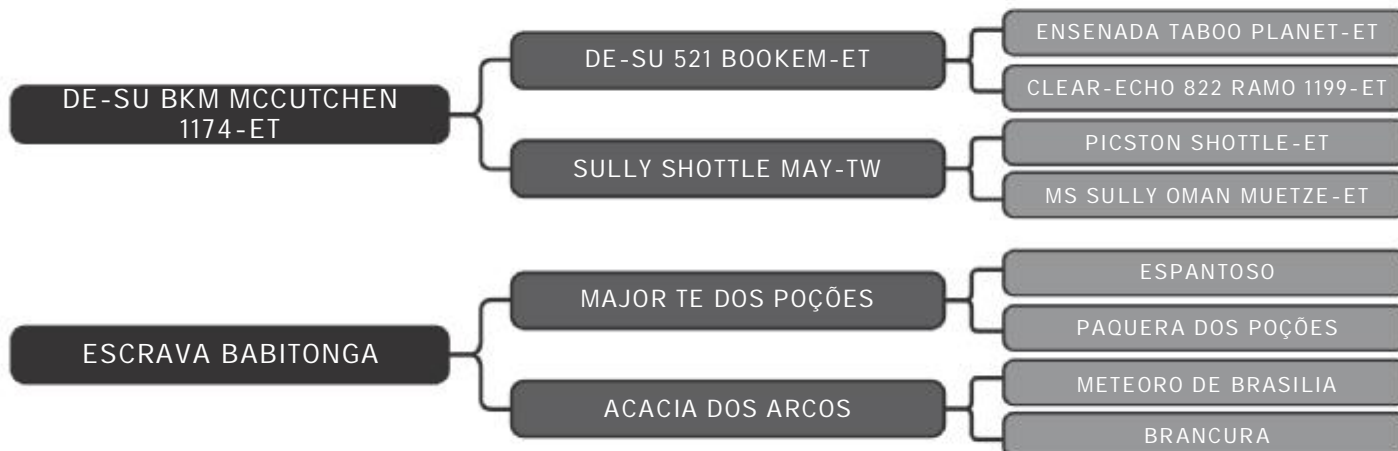 DE-SU BKM MCCUTCHEN
1174-ET
DE-SU 521 BOOKEM-ET
SULLY SHOTTLE MAY-TW
ENSENADA TABOO PLANET-ET
CLEAR-ECHO 822 RAMO 1199-ET
PICSTON SHOTTLE-ET
MS SULLY OMAN MUETZE-ET
ESCRAVA BABITONGA
MAJOR TE DOS POÇÕES
ACACIA DOS ARCOS
ESPANTOSO
PAQUERA DOS POÇÕES
METEORO DE BRASILIA
BRANCURA